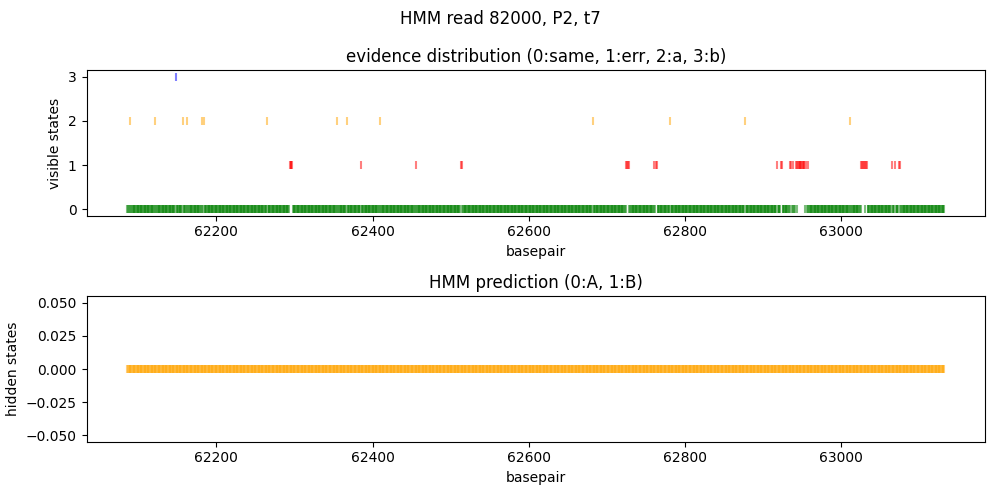 HMM read 82000, P2, t7
evidence distribution (0:same, 1:err, 2:a, 3:b)
visible states
3
2
1
0
62200 62400 62600 62800 63000
basepair
HMM prediction (0:A, 1:B)
hidden states
0.050
0.025
0.000
−0.025
−0.050
62200 62400 62600 62800 63000
basepair